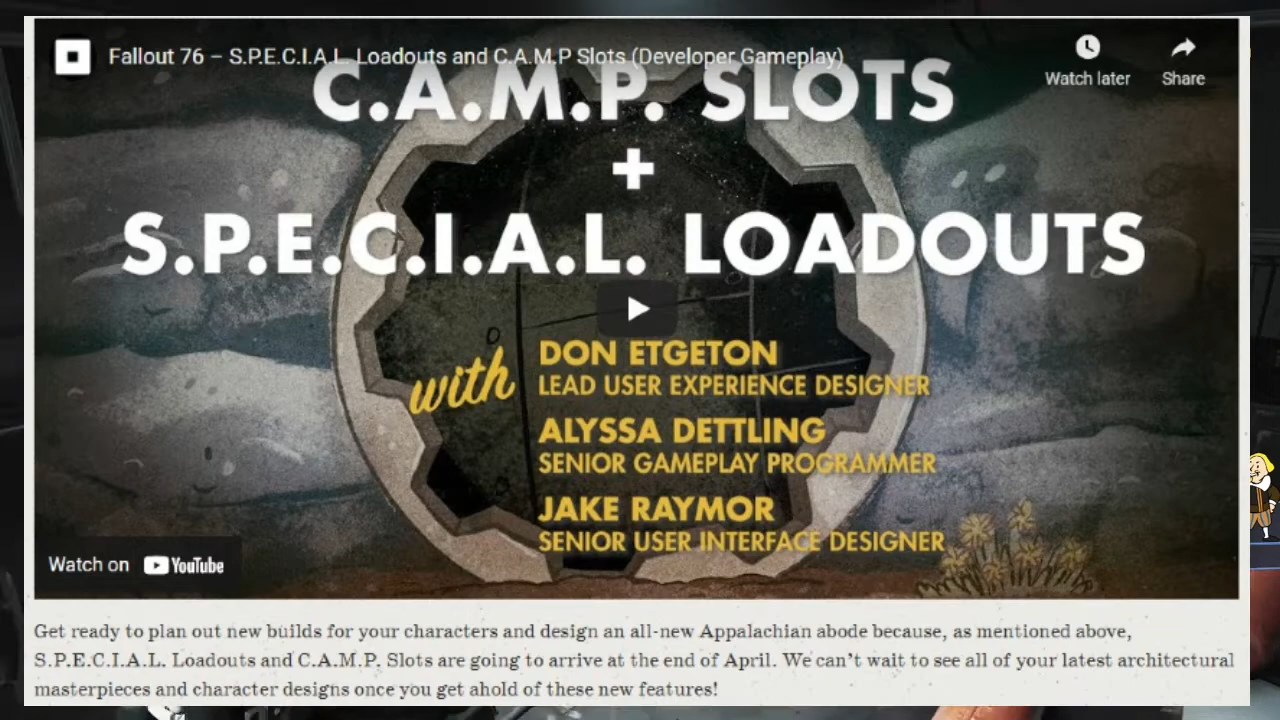 Fallout 76 – S.P.E.C.I.A.L. Loadouts and C.A.M.P Slots (Developer Gameplay)
Watch later
Share
C.A.M.P. SLOTS
+
S.P.E.C.I.A.L. LOADOUTS
with
DON ETGETON
LEAD USER EXPERIENCE DESIGNER
ALYSSA DETTLING
SENIOR GAMEPLAY PROGRAMMER
JAKE RAYMOR
SENIOR USER INTERFACE DESIGNER
Watch on YouTube
Get ready to plan out new builds for your characters and design an all-new Appalachian abode because, as mentioned above,
S.P.E.C.I.A.L. Loadouts and C.A.M.P. Slots are going to arrive at the end of April. We can't wait to see all of your latest architectural
masterpieces and character designs once you get ahold of these new features!